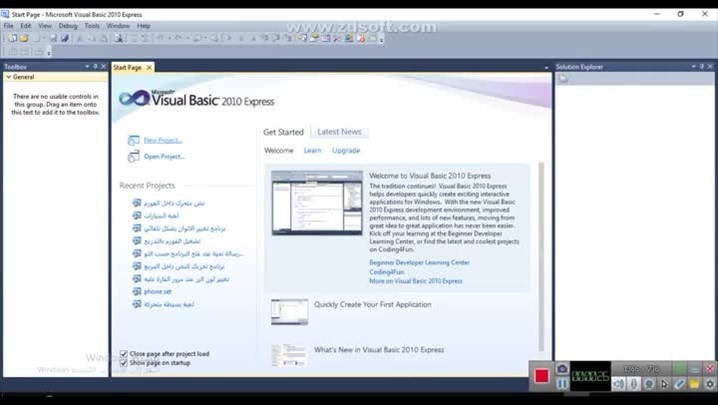 Start Page - Microsoft Visual Basic 2010 Express
www.zdsoft.com
File Edit View Debug Tools Window Help
Toolbox
General
There are no usable controls in
this group. Drag an item onto
this text to add it to the toolbox.
Start Page
Solution Explorer
Microsoft
Visual Basic 2010 Express
New Project...
Open Project...
Recent Projects
نص متحرك داخل الفورم
لعبة السيارات
برنامج تغيير الالوان بشكل تلقائي
تشغيل الفورم بالتدريج
رسالة تحية عند فتح البرنامج حسب التو...
برنامج تحريك النص داخل المربع
تغيير لون الزر عند مرور الفارة عليه
phone set
لعبة بسيطة متحركة
Close page after project load
Show page on startup
Get Started
Latest News
Welcome Learn Upgrade
Welcome to Visual Basic 2010 Express
The tradition continues! Visual Basic 2010 Express
helps developers quickly create exciting interactive
applications for Windows. With the new Visual Basic
2010 Express development environment, improved
performance, and lots of new features, moving from
great idea to great application has never been easier.
Kick off your learning at the Beginner Developer
Learning Center, or find the latest and coolest projects
on Coding4Fun.
Beginner Developer Learning Center
Coding4Fun
More on Visual Basic 2010 Express
Quickly Create Your First Application
What's New in Visual Basic 2010 Express